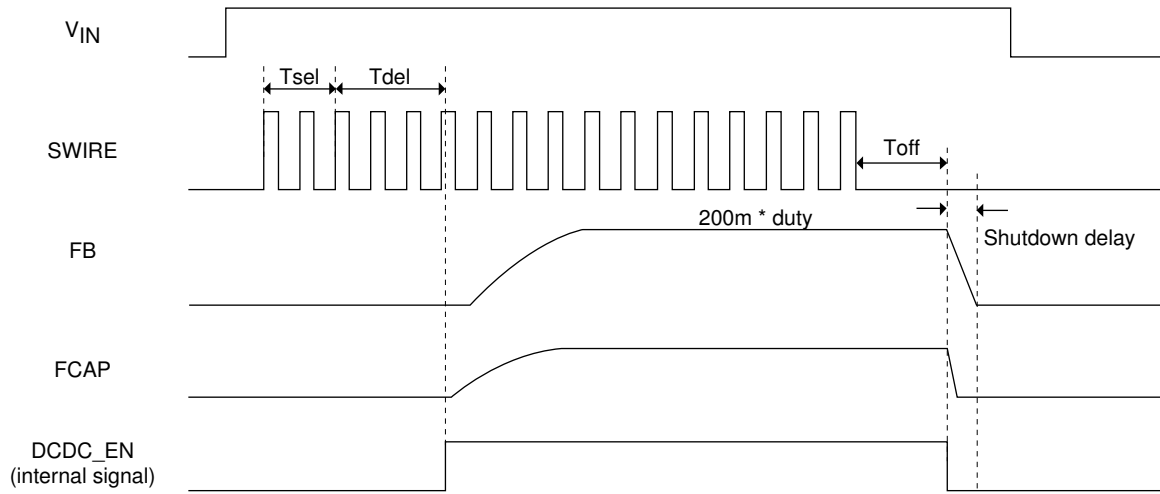 VIN
Tsel
Tdel
SWIRE
Toff
200m * duty
Shutdown delay
FB
FCAP
DCDC_EN
(internal signal)